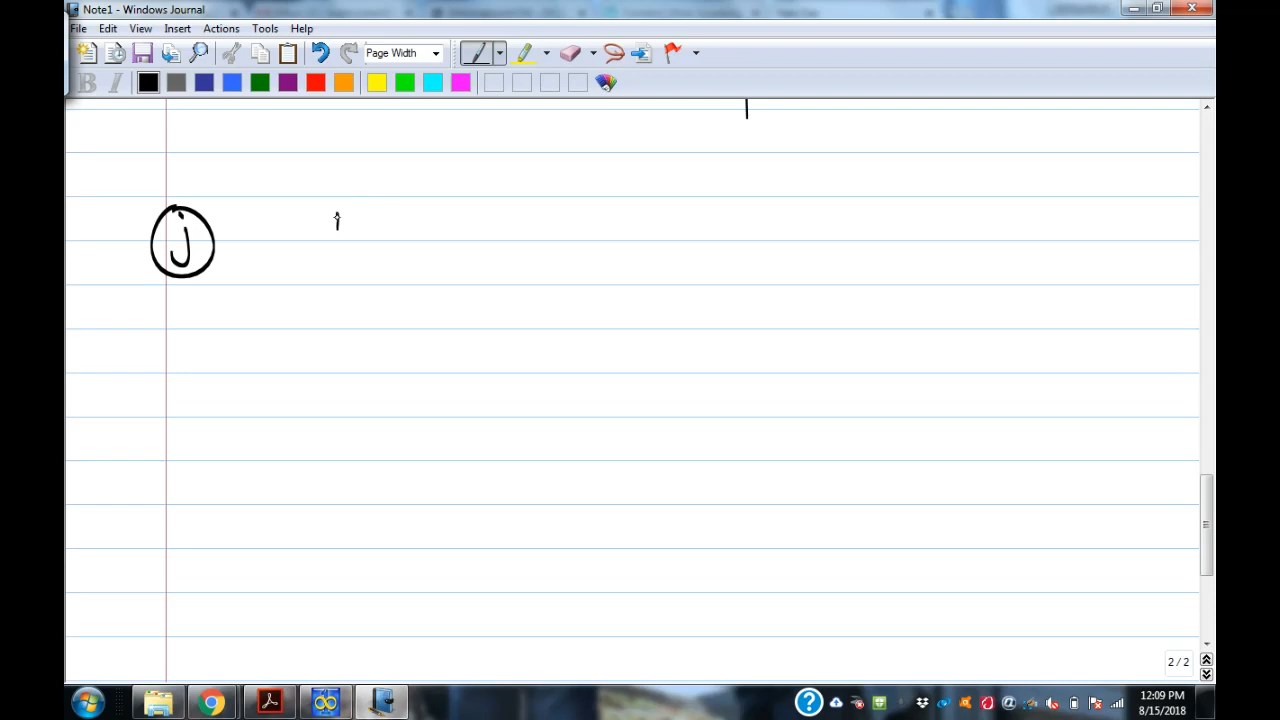 Note1 - Windows Journal
File Edit View Insert Actions Tools Help
Page Width
B I
j
2 / 2
12:09 PM
8/15/2018